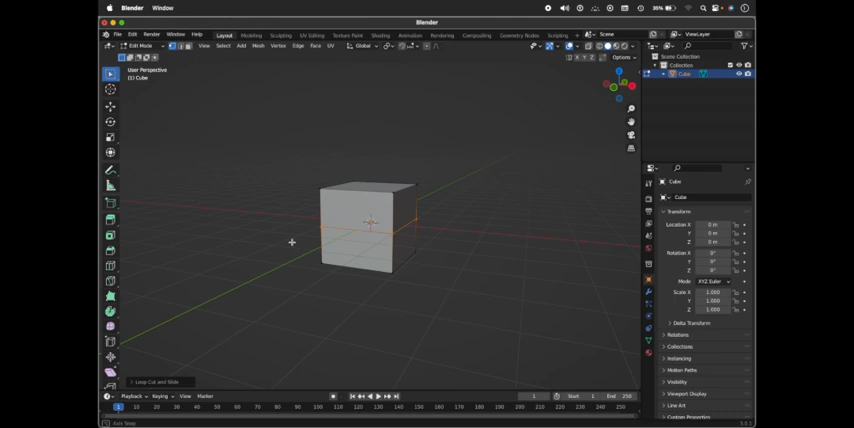 Blender Window
35%
Blender
File Edit Render Window Help Layout Modeling Sculpting UV Editing Texture Paint Shading Animation Rendering Compositing Geometry Nodes Scripting + Scene ViewLayer
Edit Mode View Select Add Mesh Vertex Edge Face UV Global
X Y Z Options
User Perspective
(1) Cube
Scene Collection
Collection
Cube
Cube
Cube
Transform
Location X 0 m
Y 0 m
Z 0 m
Rotation X 0°
Y 0°
Z 0°
Mode XYZ Euler
Scale X 1.000
Y 1.000
Z 1.000
Delta Transform
Relations
Collections
Instancing
Motion Paths
Visibility
Viewport Display
Line Art
Custom Properties
Loop Cut and Slide
Playback Keying View Marker 1 Start 1 End 250
1 10 20 30 40 50 60 70 80 90 100 110 120 130 140 150 160 170 180 190 200 210 220 230 240 250
Axis Snap 3.0.1